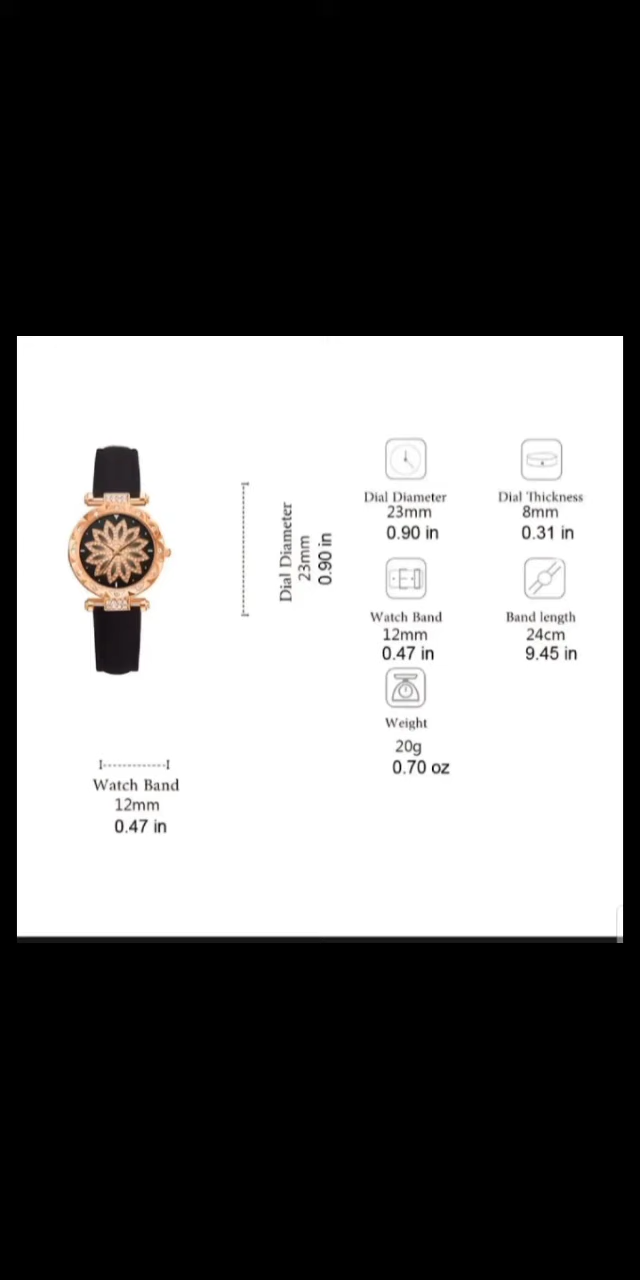 Dial Diameter
23mm
0.90 in
Dial Diameter
23mm
0.90 in
Dial Thickness
8mm
0.31 in
Watch Band
12mm
0.47 in
Band length
24cm
9.45 in
Weight
20g
0.70 oz
Watch Band
12mm
0.47 in